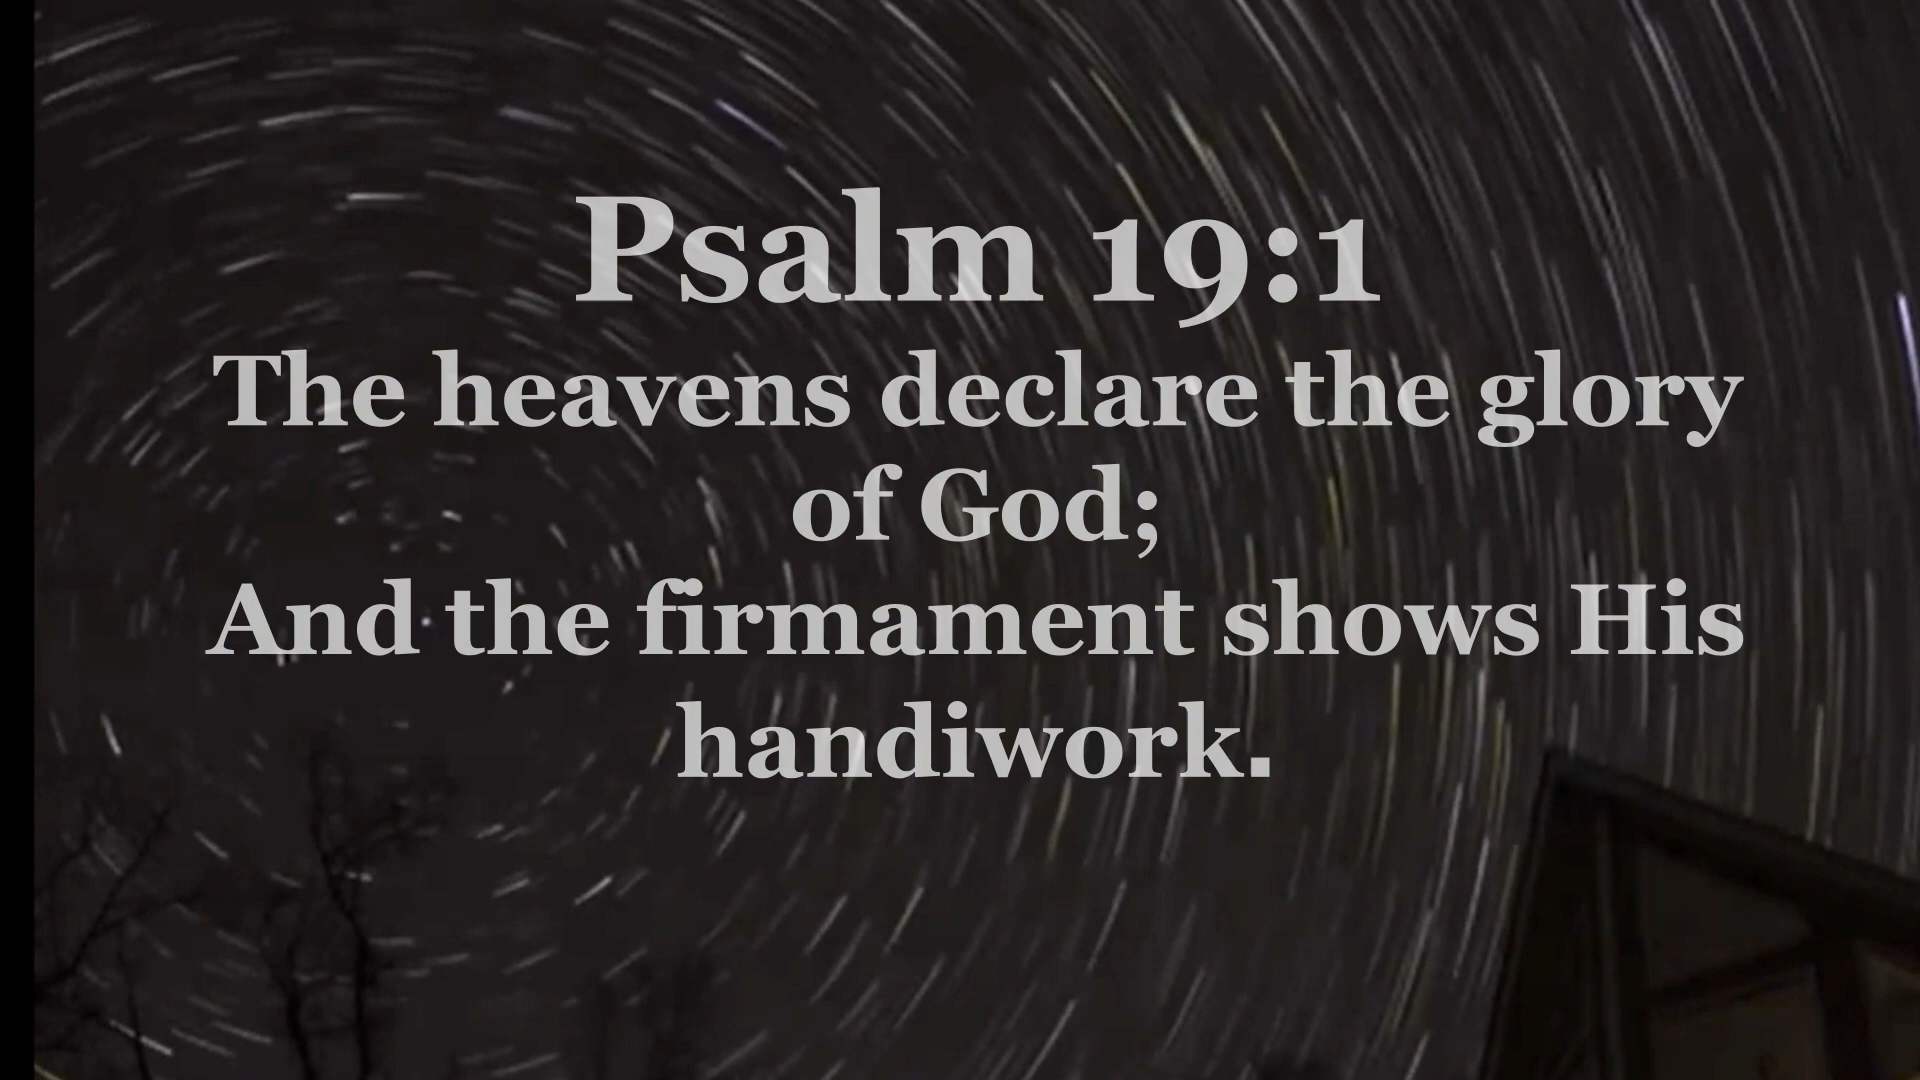 Psalm 19:1
The heavens declare the glory
of God;
And the firmament shows His
handiwork.